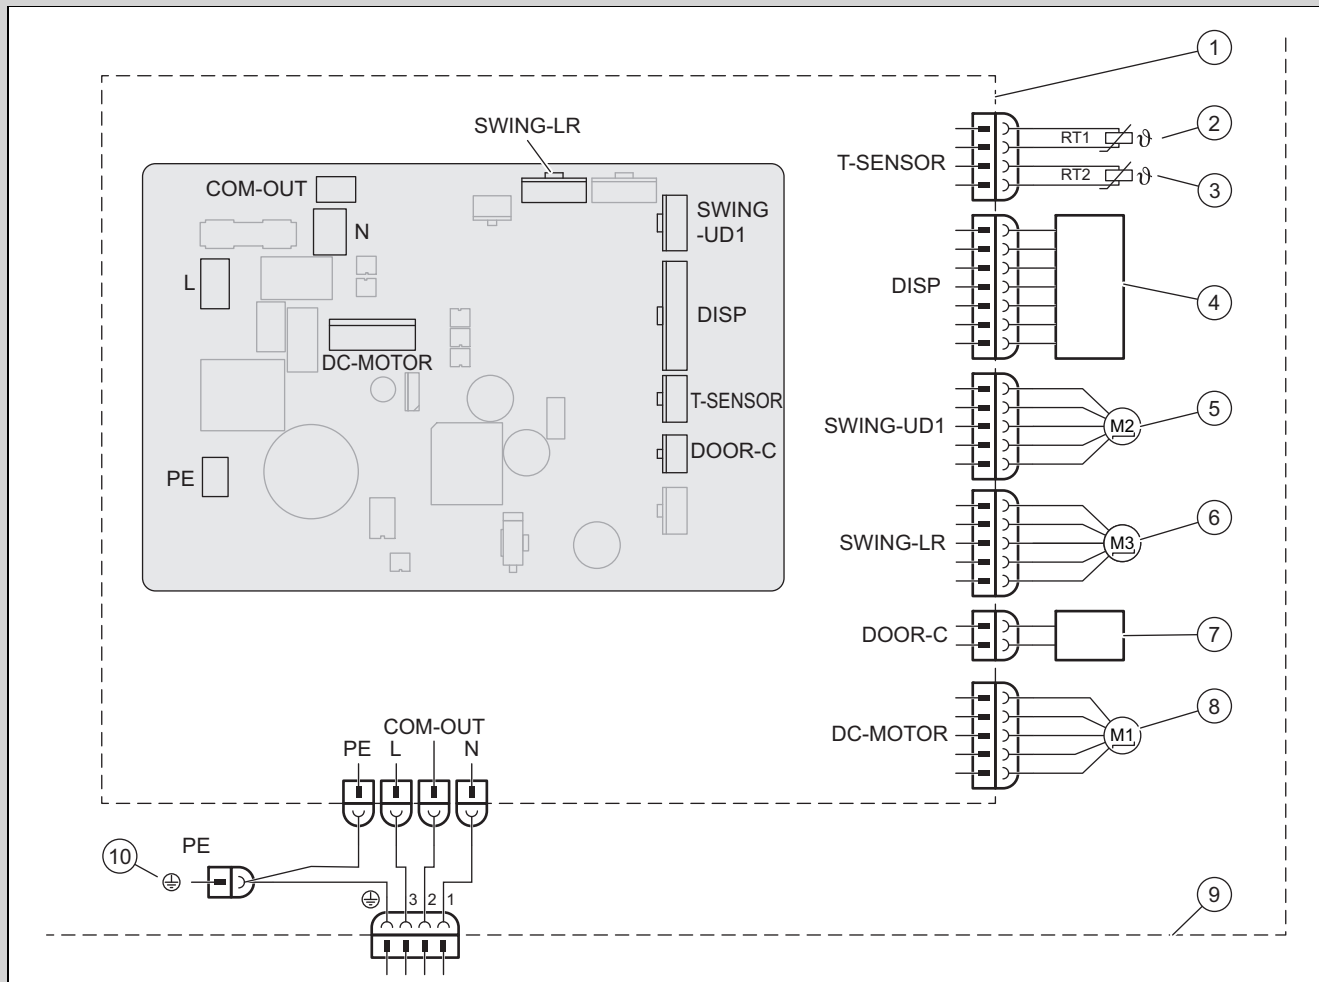 1
SWING-LR
2
RT1 ϑ
T-SENSOR
RT2 ϑ
3
COM-OUT
N
SWING
-UD1
L
DISP
4
DISP
DC-MOTOR
T-SENSOR
SWING-UD1
M2
5
DOOR-C
PE
SWING-LR
M3
6
DOOR-C
7
DC-MOTOR
M1
8
COM-OUT
PE L N
PE
10
3 2 1
9